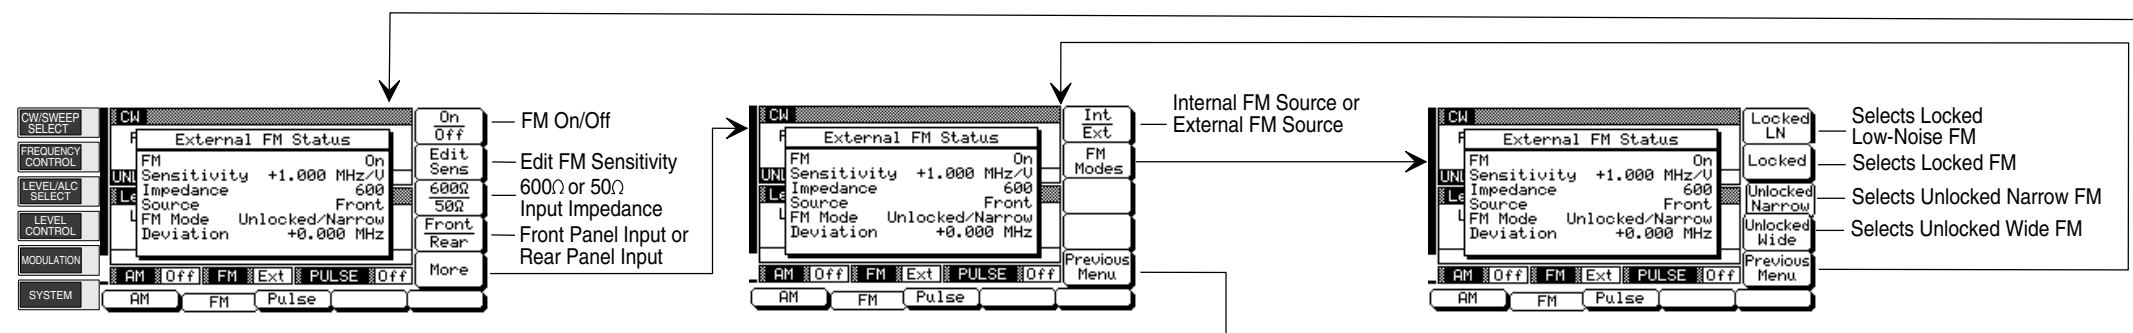 CW/SWEEP
SELECT
FREQUENCY
CONTROL
LEVEL/ALC
SELECT
LEVEL
CONTROL
MODULATION
SYSTEM
CW
External FM Status
FM On
Sensitivity +1.000 MHz/V
Impedance 600
Source Front
FM Mode Unlocked/Narrow
Deviation +0.000 MHz
UNL
Le
AM Off FM Ext PULSE Off
AM FM Pulse
On
Off
Edit
Sens
600Ω
50Ω
Front
Rear
More
FM On/Off
Edit FM Sensitivity
600Ω or 50Ω
Input Impedance
Front Panel Input or
Rear Panel Input
CW
External FM Status
FM On
Sensitivity +1.000 MHz/V
Impedance 600
Source Front
FM Mode Unlocked/Narrow
Deviation +0.000 MHz
UNL
Le
AM Off FM Ext PULSE Off
AM FM Pulse
Int
Ext
FM
Modes
Previous
Menu
Internal FM Source or
External FM Source
CW
External FM Status
FM On
Sensitivity +1.000 MHz/V
Impedance 600
Source Front
FM Mode Unlocked/Narrow
Deviation +0.000 MHz
UNL
Le
AM Off FM Ext PULSE Off
AM FM Pulse
Locked
LN
Locked
Unlocked
Narrow
Unlocked
Wide
Previous
Menu
Selects Locked
Low-Noise FM
Selects Locked FM
Selects Unlocked Narrow FM
Selects Unlocked Wide FM